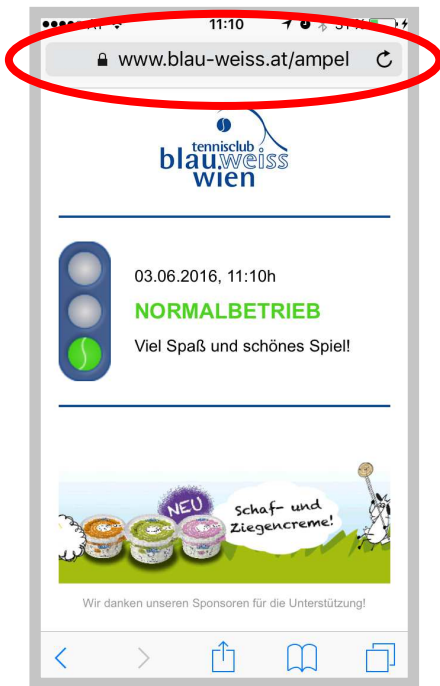 11:10
www.blau-weiss.at/ampel
tennisclub
blau.weiss
wien
03.06.2016, 11:10h
NORMALBETRIEB
Viel Spaß und schönes Spiel!
NEU
Schaf- und
Ziegencreme!
Wir danken unseren Sponsoren für die Unterstützung!